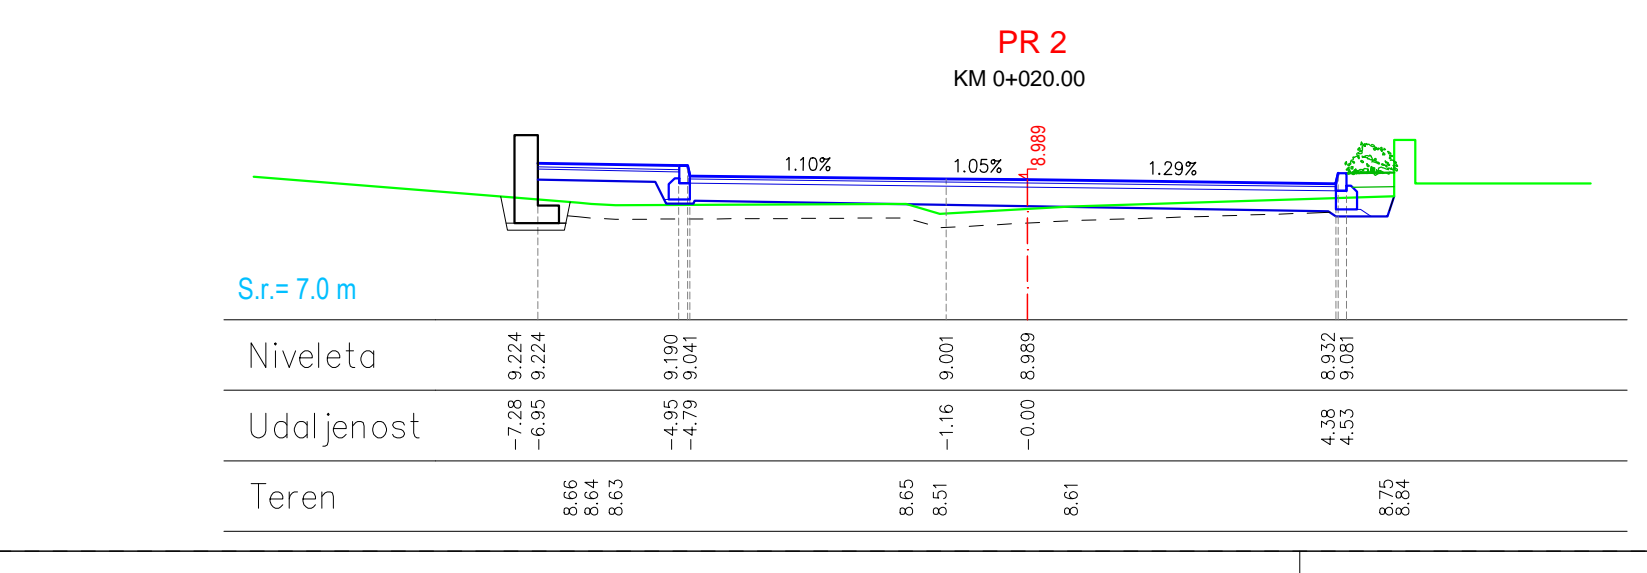 PR 2
KM 0+020.00
8.989
1.10% 1.05% 1.29%
S.r.= 7.0 m
Niveleta 9.224 9.224 9.190 9.041 9.001 8.989 8.932 9.081
Udaljenost -7.28 -6.95 -4.95 -4.79 -1.16 -0.00 4.38 4.53
Teren 8.66 8.64 8.63 8.65 8.51 8.61 8.75 8.84